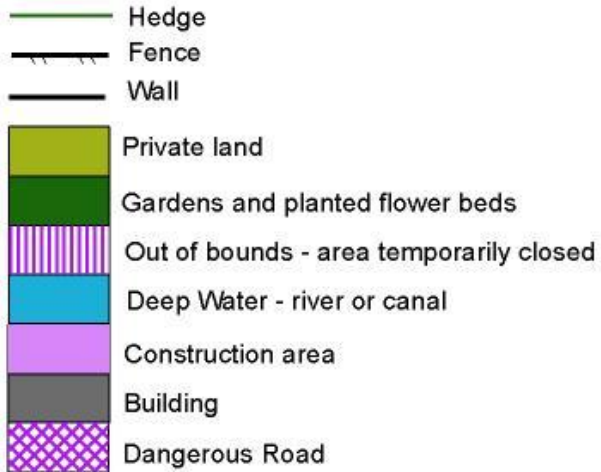 Hedge
Fence
Wall
Private land
Gardens and planted flower beds
Out of bounds - area temporarily closed
Deep Water - river or canal
Construction area
Building
Dangerous Road